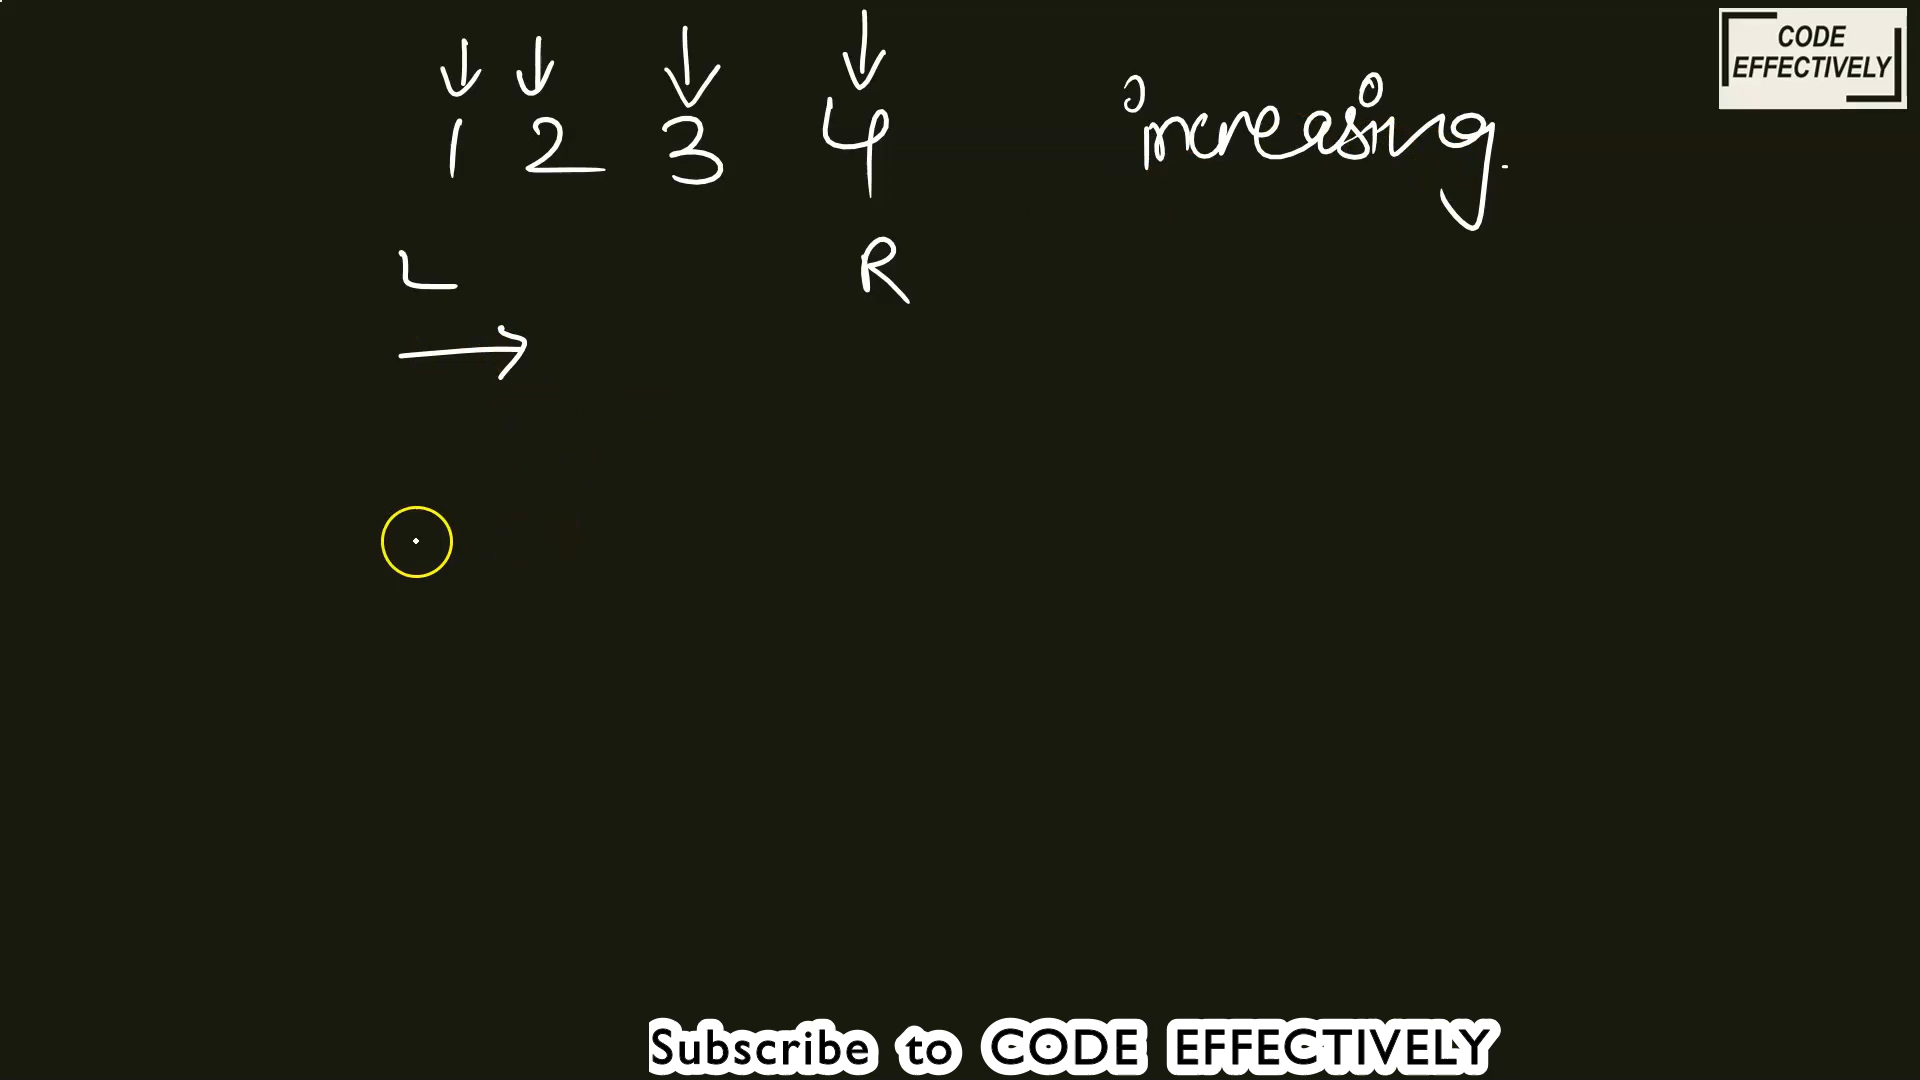 1 2 3 4 increasing.
L R
CODE
EFFECTIVELY
Subscribe to CODE EFFECTIVELY